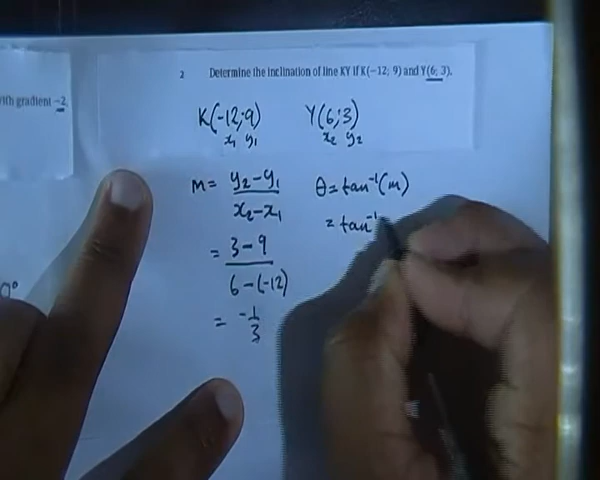 with gradient -2.
2 Determine the inclination of line KY if K(-12; 9) and Y(6; 3).
K(-12;9) Y(6;3)
x₁ y₁ x₂ y₂
m = y₂-y₁ / x₂-x₁
θ = tan⁻¹(m)
= tan⁻¹
= 3-9 / 6-(-12)
= -1/3
0°